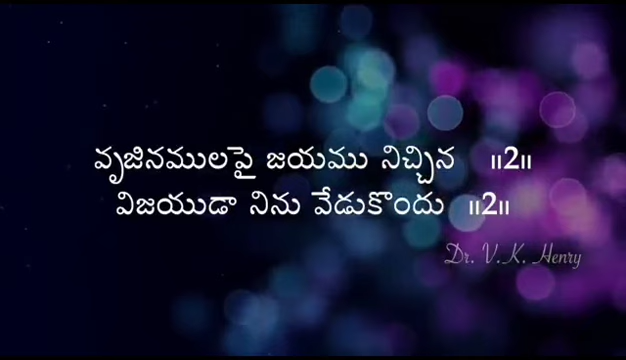 వృజినములపై జయము నిచ్చిన ॥2॥
విజయుడా నిను వేడుకొందు ॥2॥
Dr. V. K. Henry